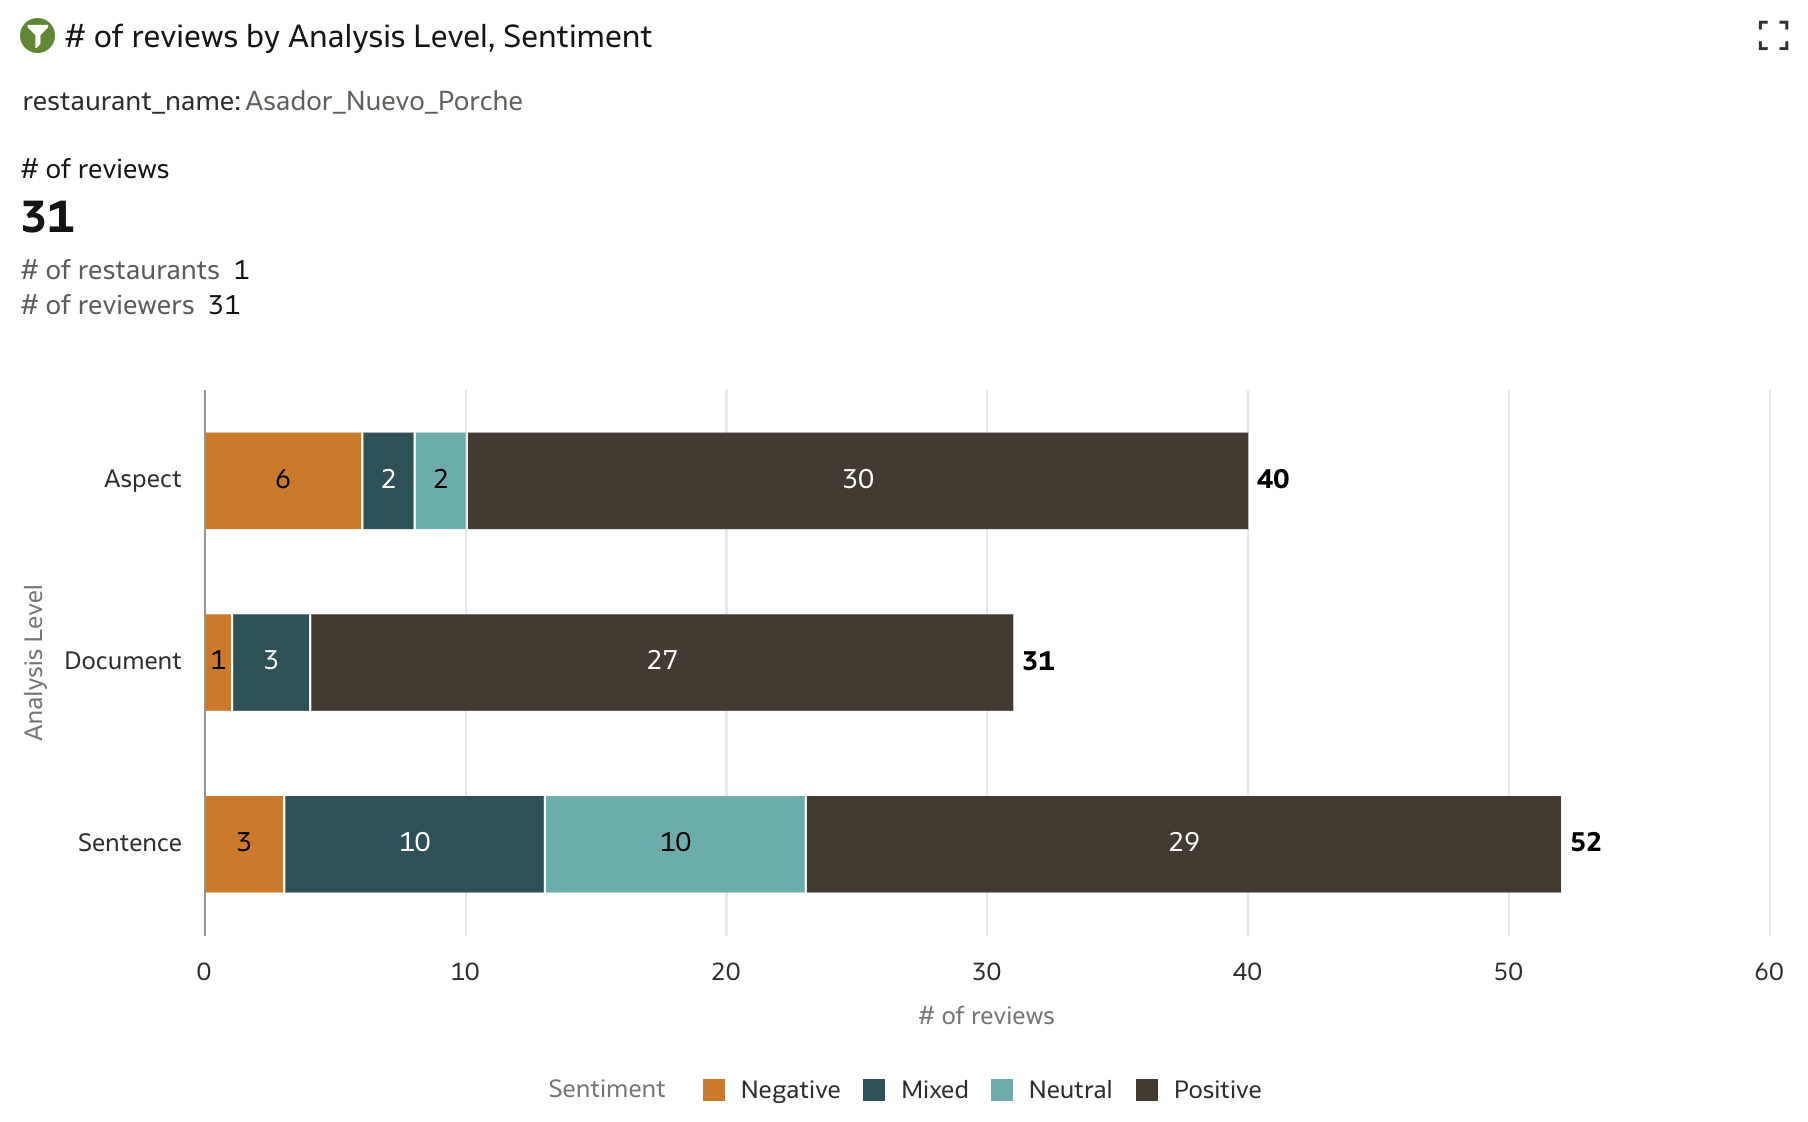 # of reviews by Analysis Level, Sentiment
restaurant_name: Asador_Nuevo_Porche
# of reviews
31
# of restaurants 1
# of reviewers 31
Analysis Level
Aspect 6 2 2 30 40
Document 1 3 27 31
Sentence 3 10 10 29 52
0 10 20 30 40 50 60
# of reviews
Sentiment Negative Mixed Neutral Positive